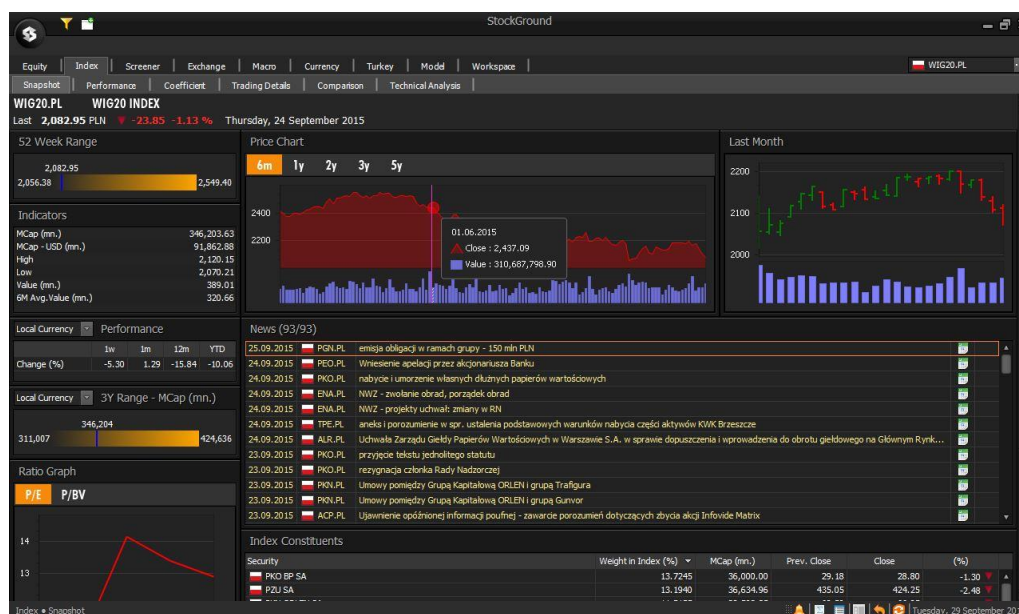 StockGround
Equity Index Screener Exchange Macro Currency Turkey Model Workspace WIG20.PL
Snapshot Performance Coefficient Trading Details Comparison Technical Analysis
WIG20.PL WIG20 INDEX
Last 2,082.95 PLN -23.85 -1.13 % Thursday, 24 September 2015
52 Week Range
2,082.95
2,056.38 2,549.40
Indicators
MCap (mn.) 346,203.63
MCap - USD (mn.) 91,862.88
High 2,120.15
Low 2,070.21
Value (mn.) 389.01
6M Avg.Value (mn.) 320.66
Local Currency Performance
1w 1m 12m YTD
Change (%) -5.30 1.29 -15.84 -10.06
Local Currency 3Y Range - MCap (mn.)
346,204
311,007 424,636
Ratio Graph
P/E P/BV
14
13
Price Chart
6m 1y 2y 3y 5y
2400
2200
01.06.2015
Close : 2,437.09
Value : 310,687,798.90
Last Month
2200
2100
2000
News (93/93)
25.09.2015 PGN.PL emisja obligacji w ramach grupy - 150 mln PLN
24.09.2015 PEO.PL Wniesienie apelacji przez akcjonariusza Banku
24.09.2015 PKO.PL nabycie i umorzenie własnych dłużnych papierów wartościowych
24.09.2015 ENA.PL NWZ - zwołanie obrad, porządek obrad
24.09.2015 ENA.PL NWZ - projekty uchwał: zmiany w RN
24.09.2015 TPE.PL aneks i porozumienie w spr. ustalenia podstawowych warunków nabycia części aktywów KWK Brzeszcze
24.09.2015 ALR.PL Uchwała Zarządu Giełdy Papierów Wartościowych w Warszawie S.A. w sprawie dopuszczenia i wprowadzenia do obrotu giełdowego na Głównym Rynk...
23.09.2015 PKO.PL przyjęcie tekstu jednolitego statutu
23.09.2015 PKO.PL rezygnacja członka Rady Nadzorczej
23.09.2015 PKN.PL Umowy pomiędzy Grupą Kapitałową ORLEN i grupą Trafigura
23.09.2015 PKN.PL Umowy pomiędzy Grupą Kapitałową ORLEN i grupą Gunvor
23.09.2015 ACP.PL Ujawnienie opóźnionej informacji poufnej - zawarcie porozumień dotyczących zbycia akcji Infovide Matrix
Index Constituents
Security Weight in Index (%) MCap (mn.) Prev. Close Close (%)
PKO BP SA 13.7245 36,000.00 29.18 28.80 -1.30
PZU SA 13.1940 36,634.96 435.05 424.25 -2.48
Index • Snapshot Tuesday, 29 September 20